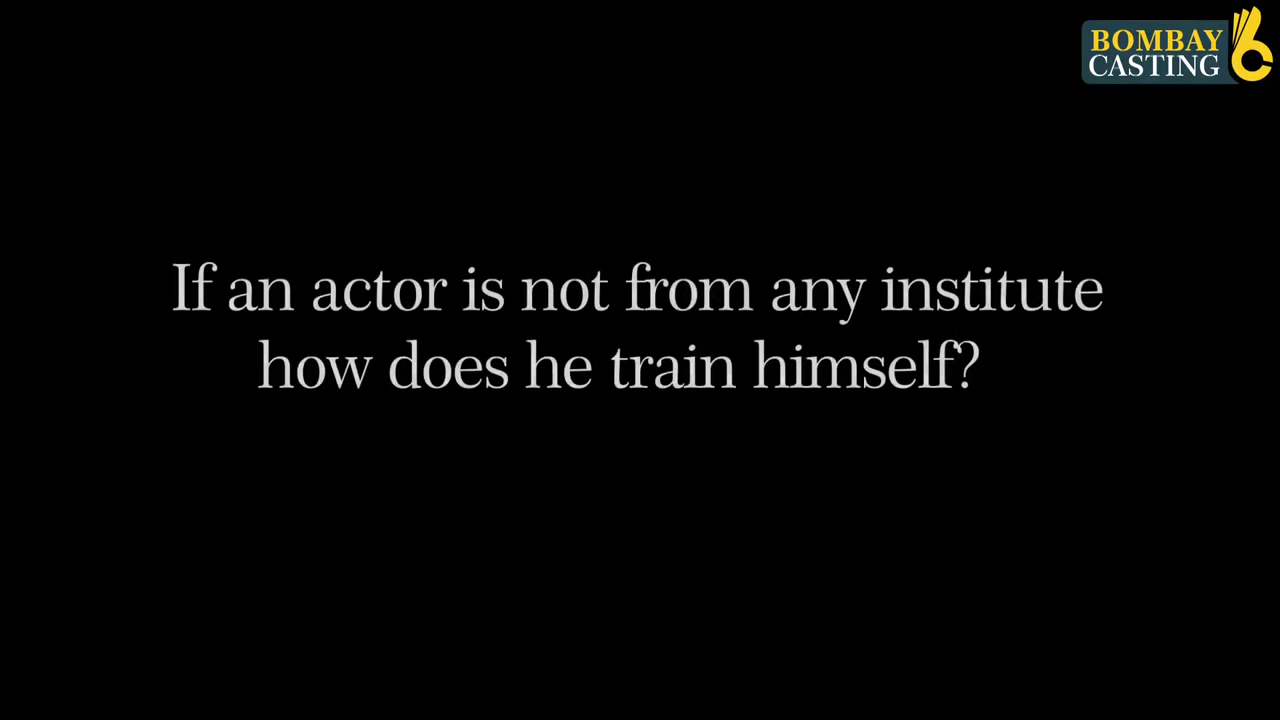 BOMBAY
CASTING
If an actor is not from any institute
how does he train himself?